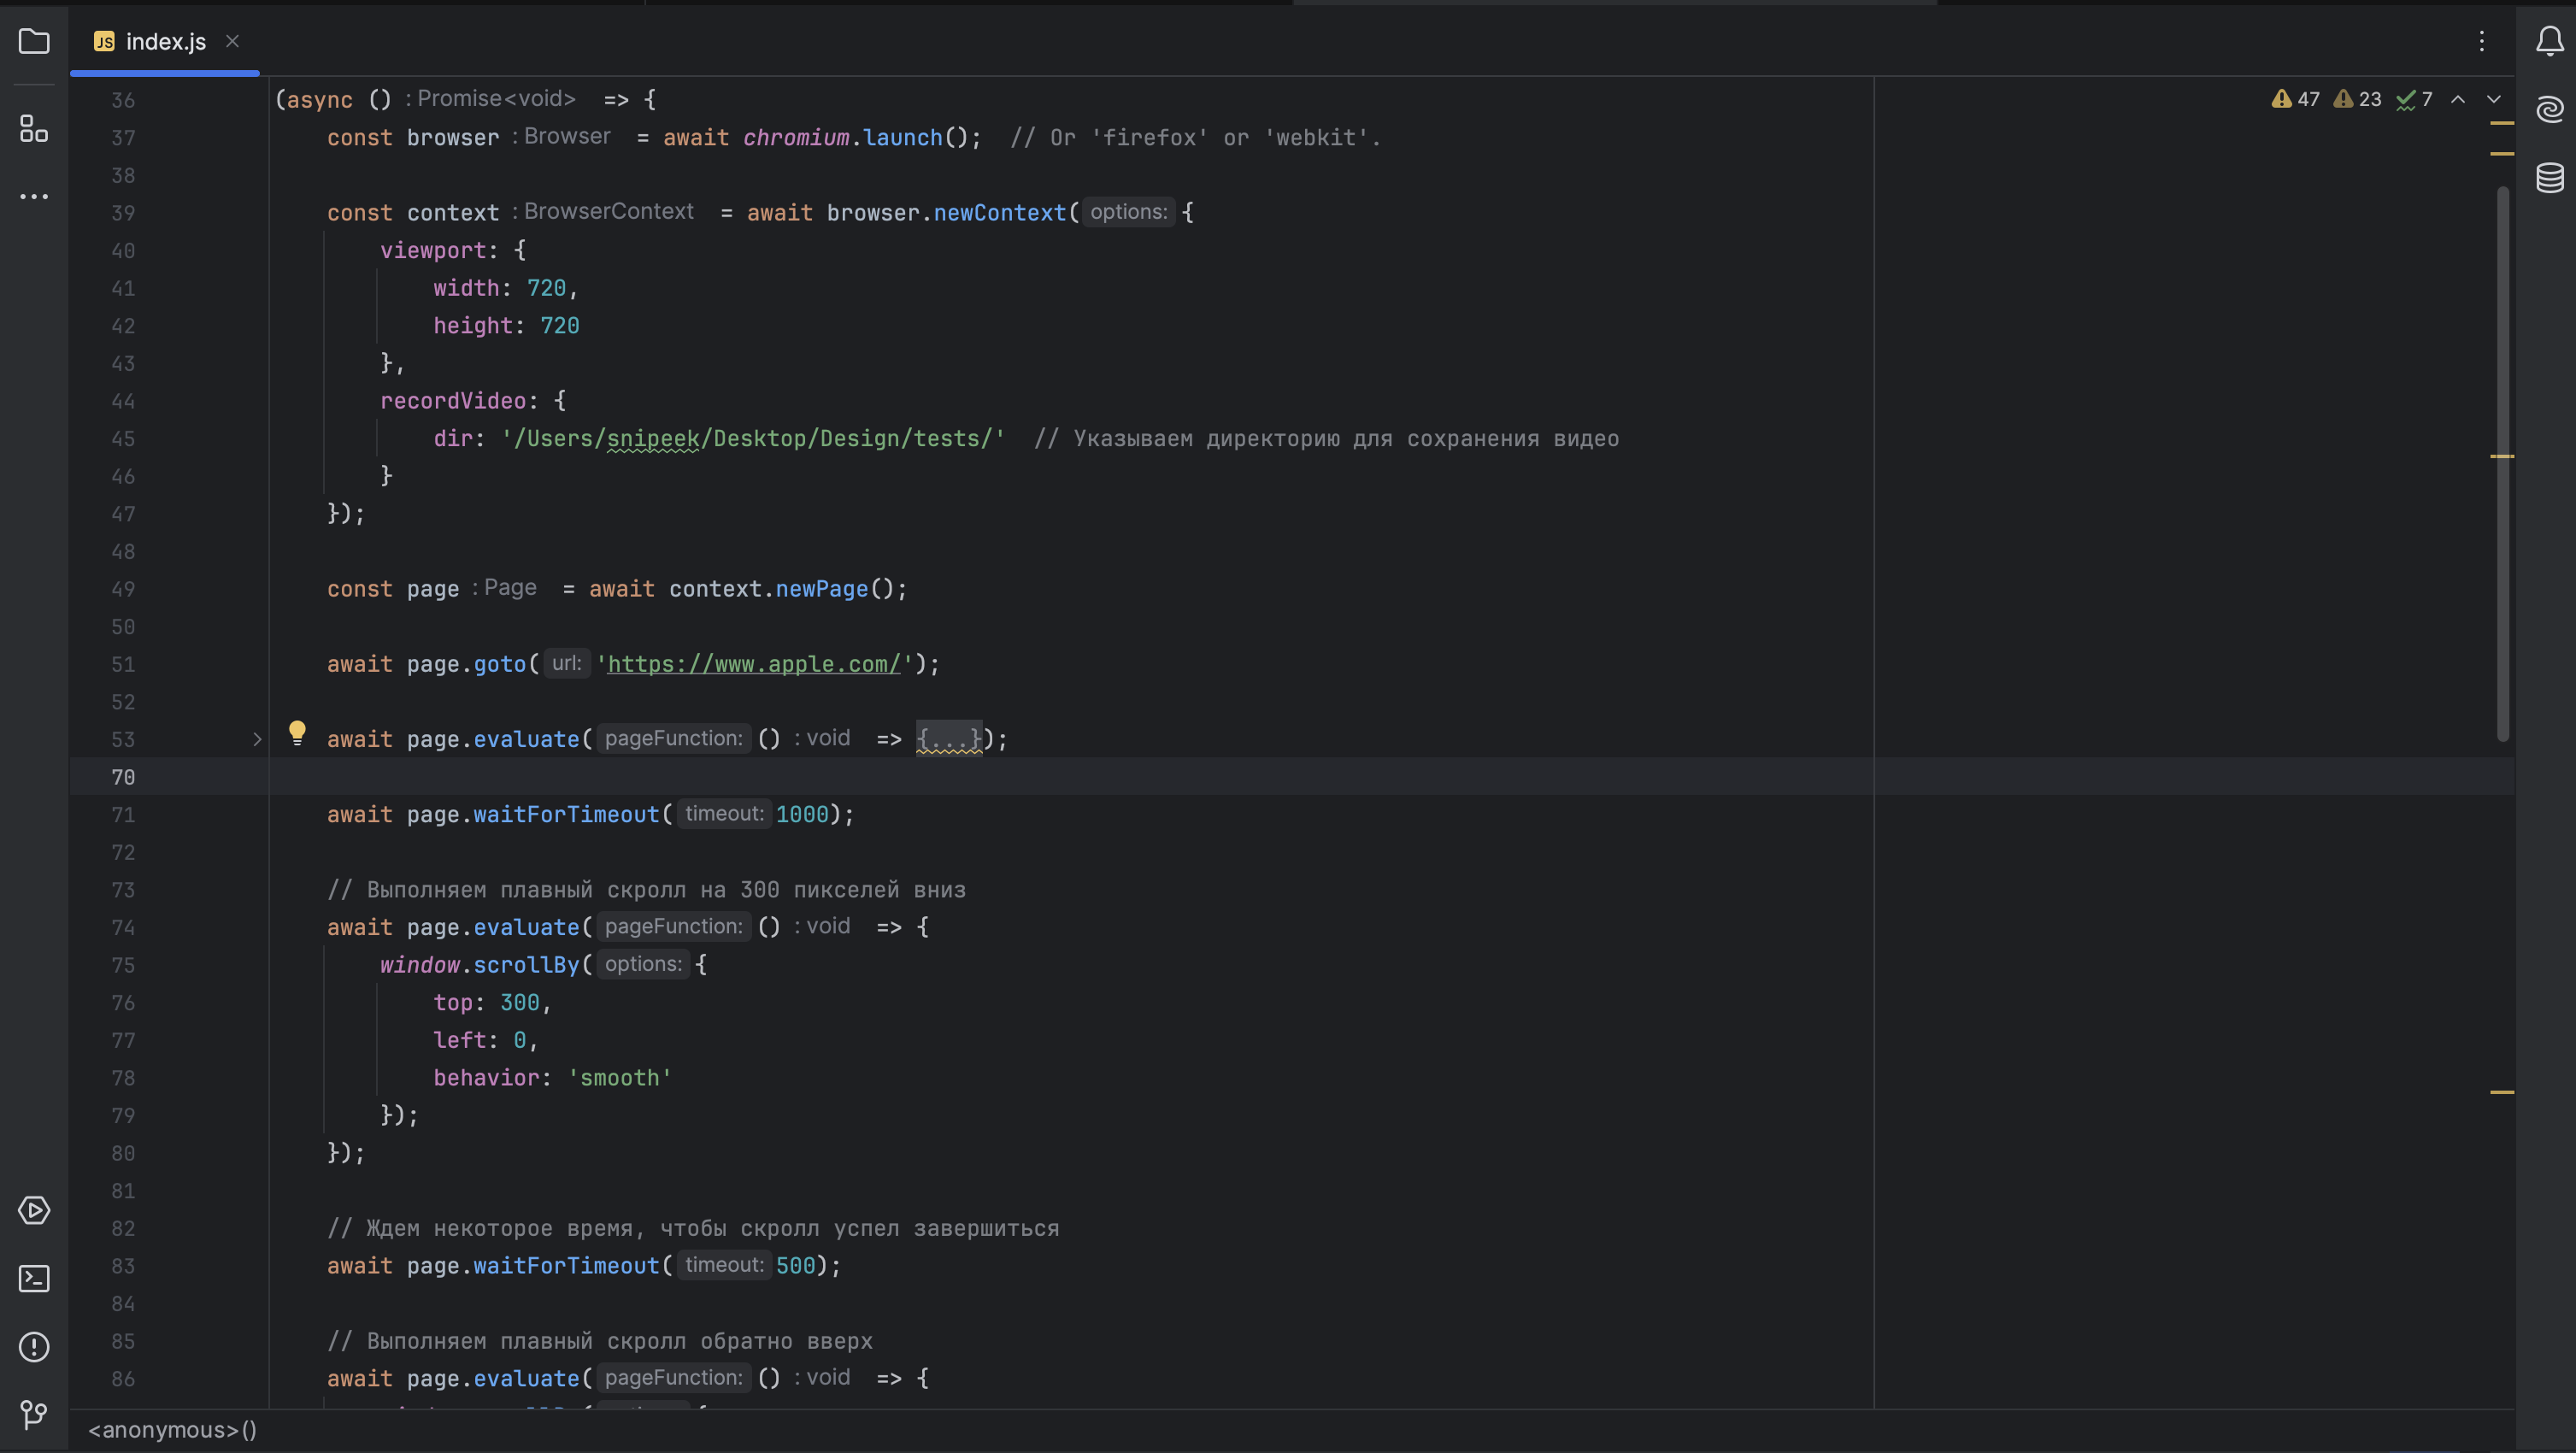 JS index.js
36 (async () : Promise<void> => {
47 23 7
37 const browser : Browser = await chromium.launch(); // Or 'firefox' or 'webkit'.
38
39 const context : BrowserContext = await browser.newContext( options: {
40 viewport: {
41 width: 720,
42 height: 720
43 },
44 recordVideo: {
45 dir: '/Users/snipeek/Desktop/Design/tests/' // Указываем директорию для сохранения видео
46 }
47 });
48
49 const page : Page = await context.newPage();
50
51 await page.goto( url: 'https://www.apple.com/');
52
53 await page.evaluate( pageFunction: () : void => {...});
70
71 await page.waitForTimeout( timeout: 1000);
72
73 // Выполняем плавный скролл на 300 пикселей вниз
74 await page.evaluate( pageFunction: () : void => {
75 window.scrollBy( options: {
76 top: 300,
77 left: 0,
78 behavior: 'smooth'
79 });
80 });
81
82 // Ждем некоторое время, чтобы скролл успел завершиться
83 await page.waitForTimeout( timeout: 500);
84
85 // Выполняем плавный скролл обратно вверх
86 await page.evaluate( pageFunction: () : void => {
<anonymous>()